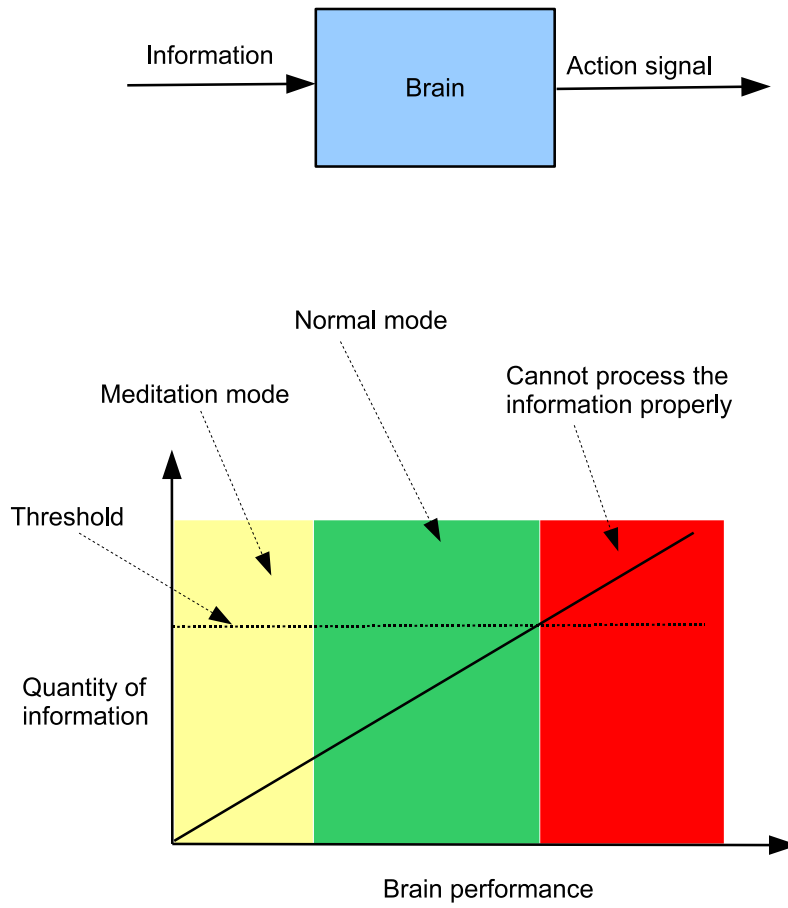 Information
Brain
Action signal
Normal mode
Meditation mode
Cannot process the
information properly
Threshold
Quantity of
information
Brain performance